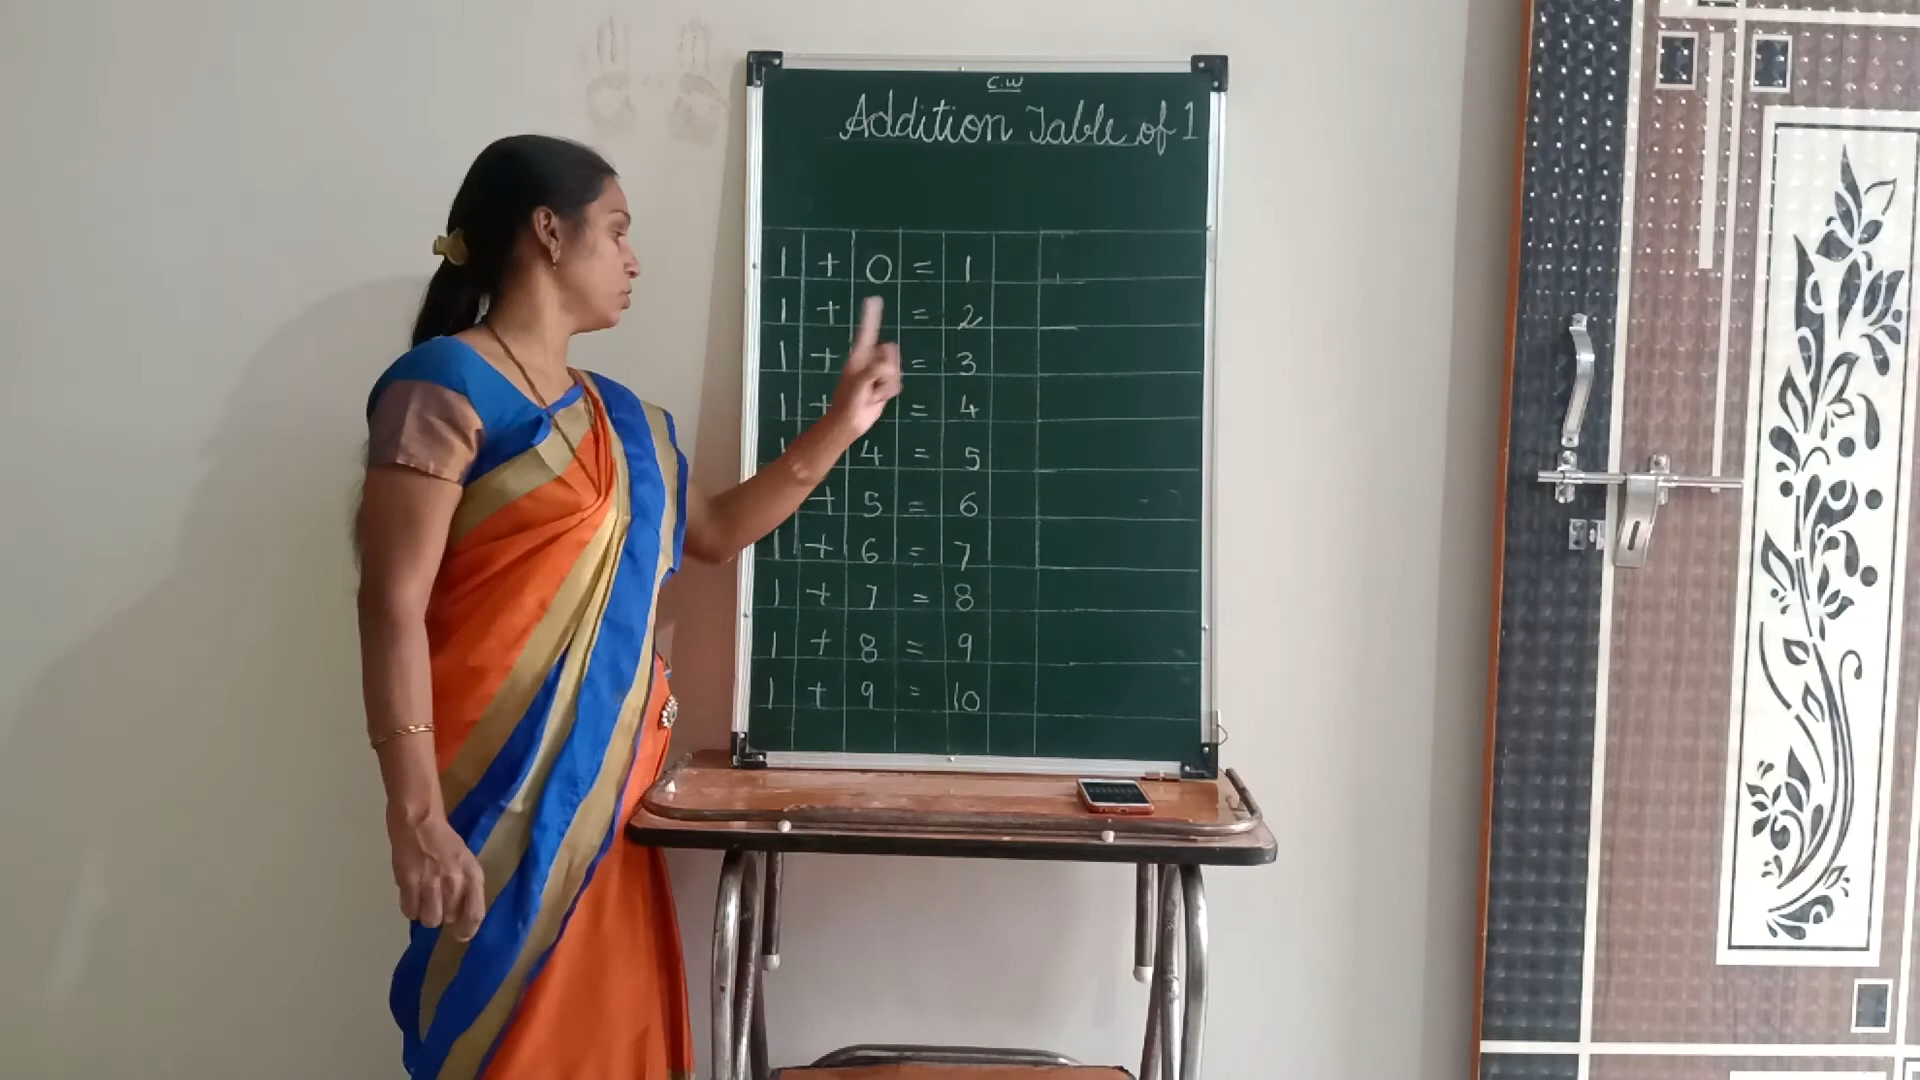 C.W
Addition Table of 1
1 + 0 = 1
1 + = 2
1 + = 3
1 + = 4
4 = 5
+ 5 = 6
1 + 6 = 7
1 + 7 = 8
1 + 8 = 9
1 + 9 = 10